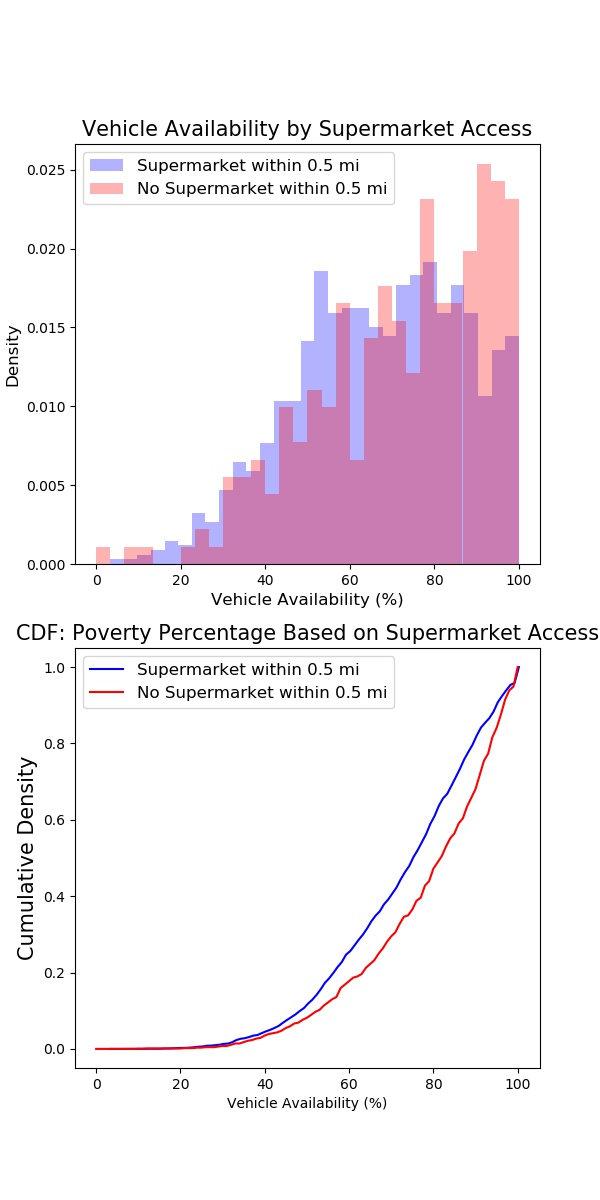 Vehicle Availability by Supermarket Access
Supermarket within 0.5 mi
No Supermarket within 0.5 mi
0.025
0.020
0.015
0.010
0.005
0.000
Density
0 20 40 60 80 100
Vehicle Availability (%)
CDF: Poverty Percentage Based on Supermarket Access
Supermarket within 0.5 mi
No Supermarket within 0.5 mi
1.0
0.8
0.6
0.4
0.2
0.0
Cumulative Density
0 20 40 60 80 100
Vehicle Availability (%)